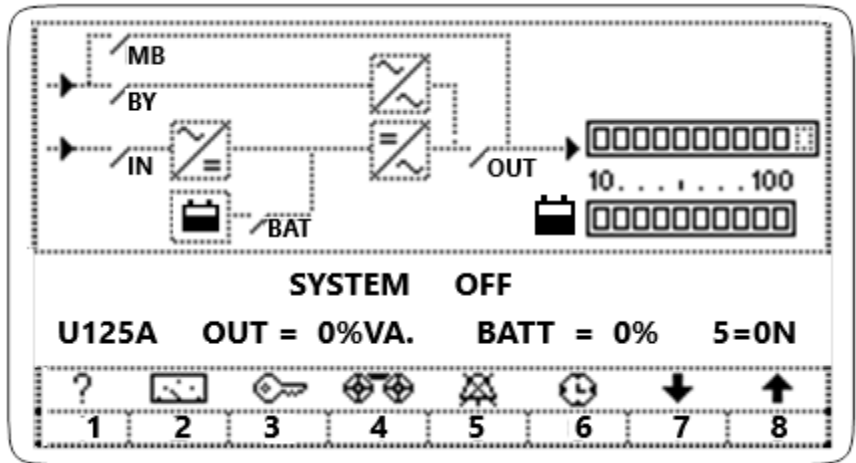 MB
BY
IN
OUT
BAT
10....ı....100
SYSTEM OFF
U125A OUT = 0%VA. BATT = 0% 5=0N
?
1 2 3 4 5 6 7 8